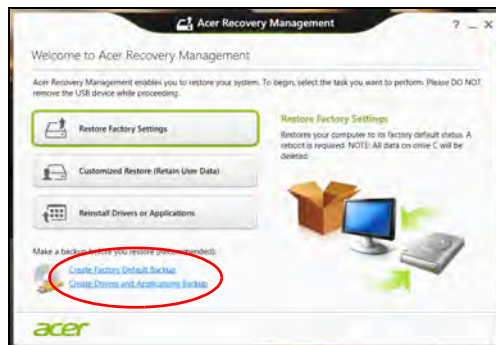 Acer Recovery Management
? _ X
Welcome to Acer Recovery Management
Acer Recovery Management enables you to restore your system. To begin, select the task you want to perform. Please DO NOT
remove the USB device while proceeding.
Restore Factory Settings
Customized Restore (Retain User Data)
Reinstall Drivers or Applications
Restore Factory Settings
Restores your computer to its factory default status. A
reboot is required. NOTE: All data on drive C will be
deleted.
Make a backup before you restore (Recommended):
Create Factory Default Backup
Create Drivers and Applications Backup
acer